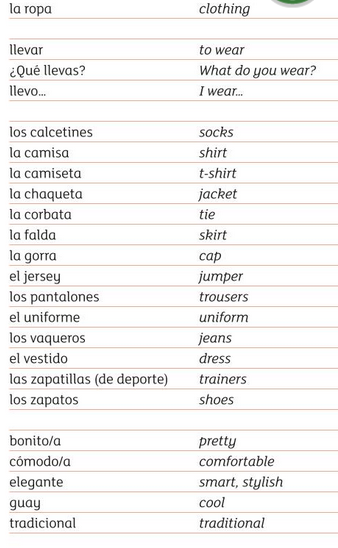 la ropa clothing
llevar to wear
¿Qué llevas? What do you wear?
llevo... I wear...
los calcetines socks
la camisa shirt
la camiseta t-shirt
la chaqueta jacket
la corbata tie
la falda skirt
la gorra cap
el jersey jumper
los pantalones trousers
el uniforme uniform
los vaqueros jeans
el vestido dress
las zapatillas (de deporte) trainers
los zapatos shoes
bonito/a pretty
cómodo/a comfortable
elegante smart, stylish
guay cool
tradicional traditional